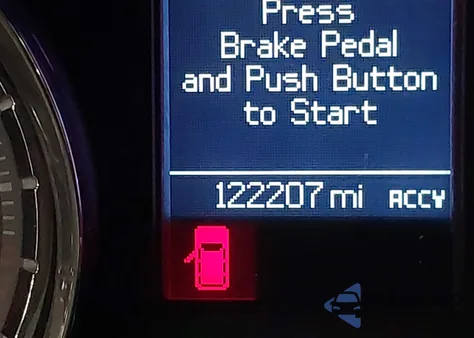 Press
Brake Pedal
and Push Button
to Start
122207 mi ACCY